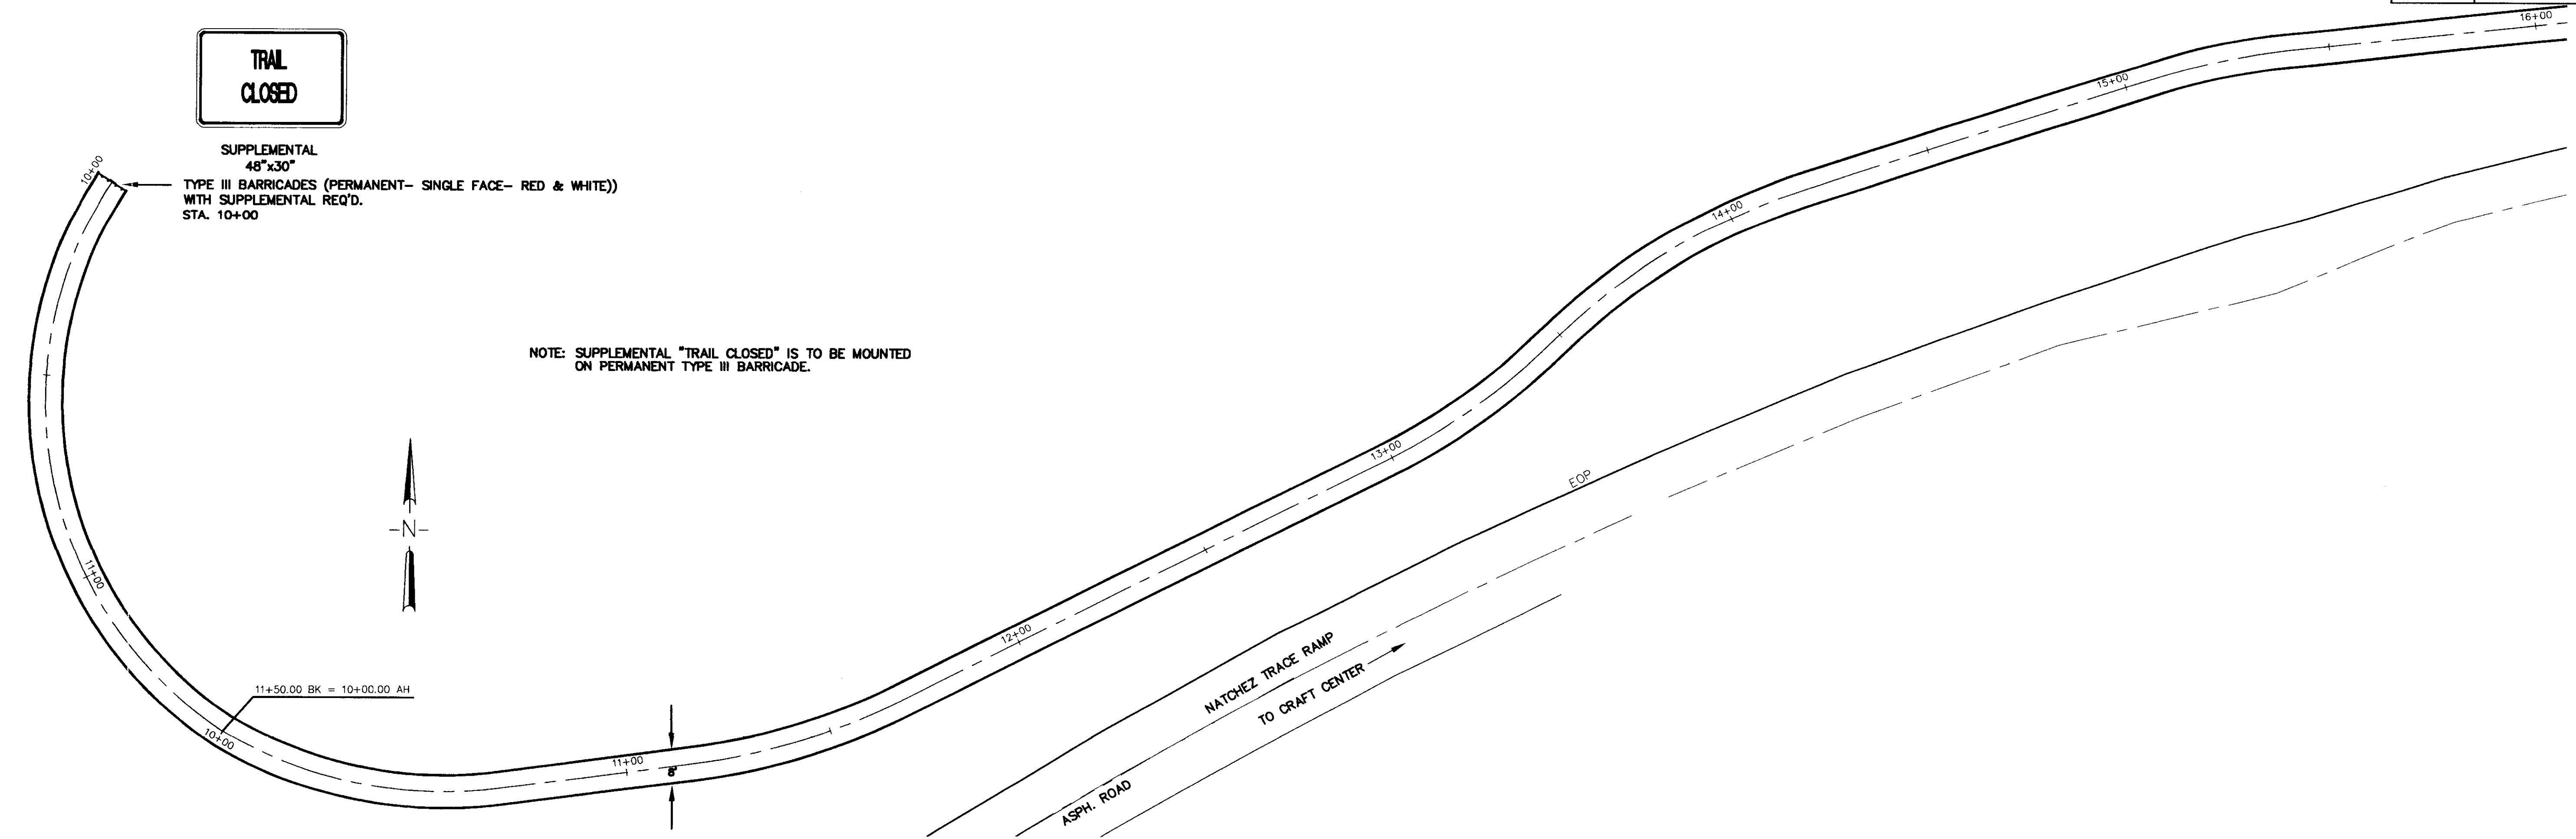 TRAIL
CLOSED
SUPPLEMENTAL
48"x30"
TYPE III BARRICADES (PERMANENT- SINGLE FACE- RED & WHITE))
WITH SUPPLEMENTAL REQ'D.
STA. 10+00
10+00
NOTE: SUPPLEMENTAL "TRAIL CLOSED" IS TO BE MOUNTED
ON PERMANENT TYPE III BARRICADE.
-N-
11+00
11+50.00 BK = 10+00.00 AH
10+00
11+00
8'
12+00
13+00
14+00
15+00
16+00
EOP
NATCHEZ TRACE RAMP
TO CRAFT CENTER
ASPH. ROAD